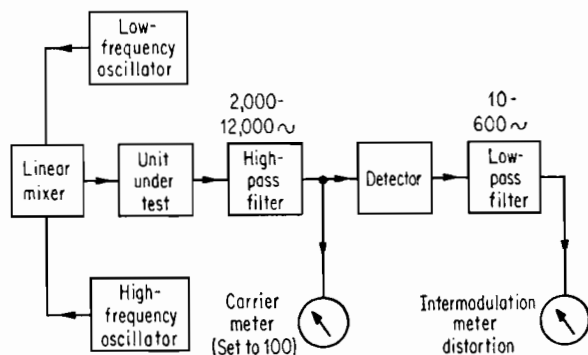 Low-
frequency
oscillator
2,000-
12,000~
10-
600~
Linear
mixer
Unit
under
test
High-
pass
filter
Detector
Low-
pass
filter
High-
frequency
oscillator
Carrier
meter
(Set to 100)
Intermodulation
meter
distortion